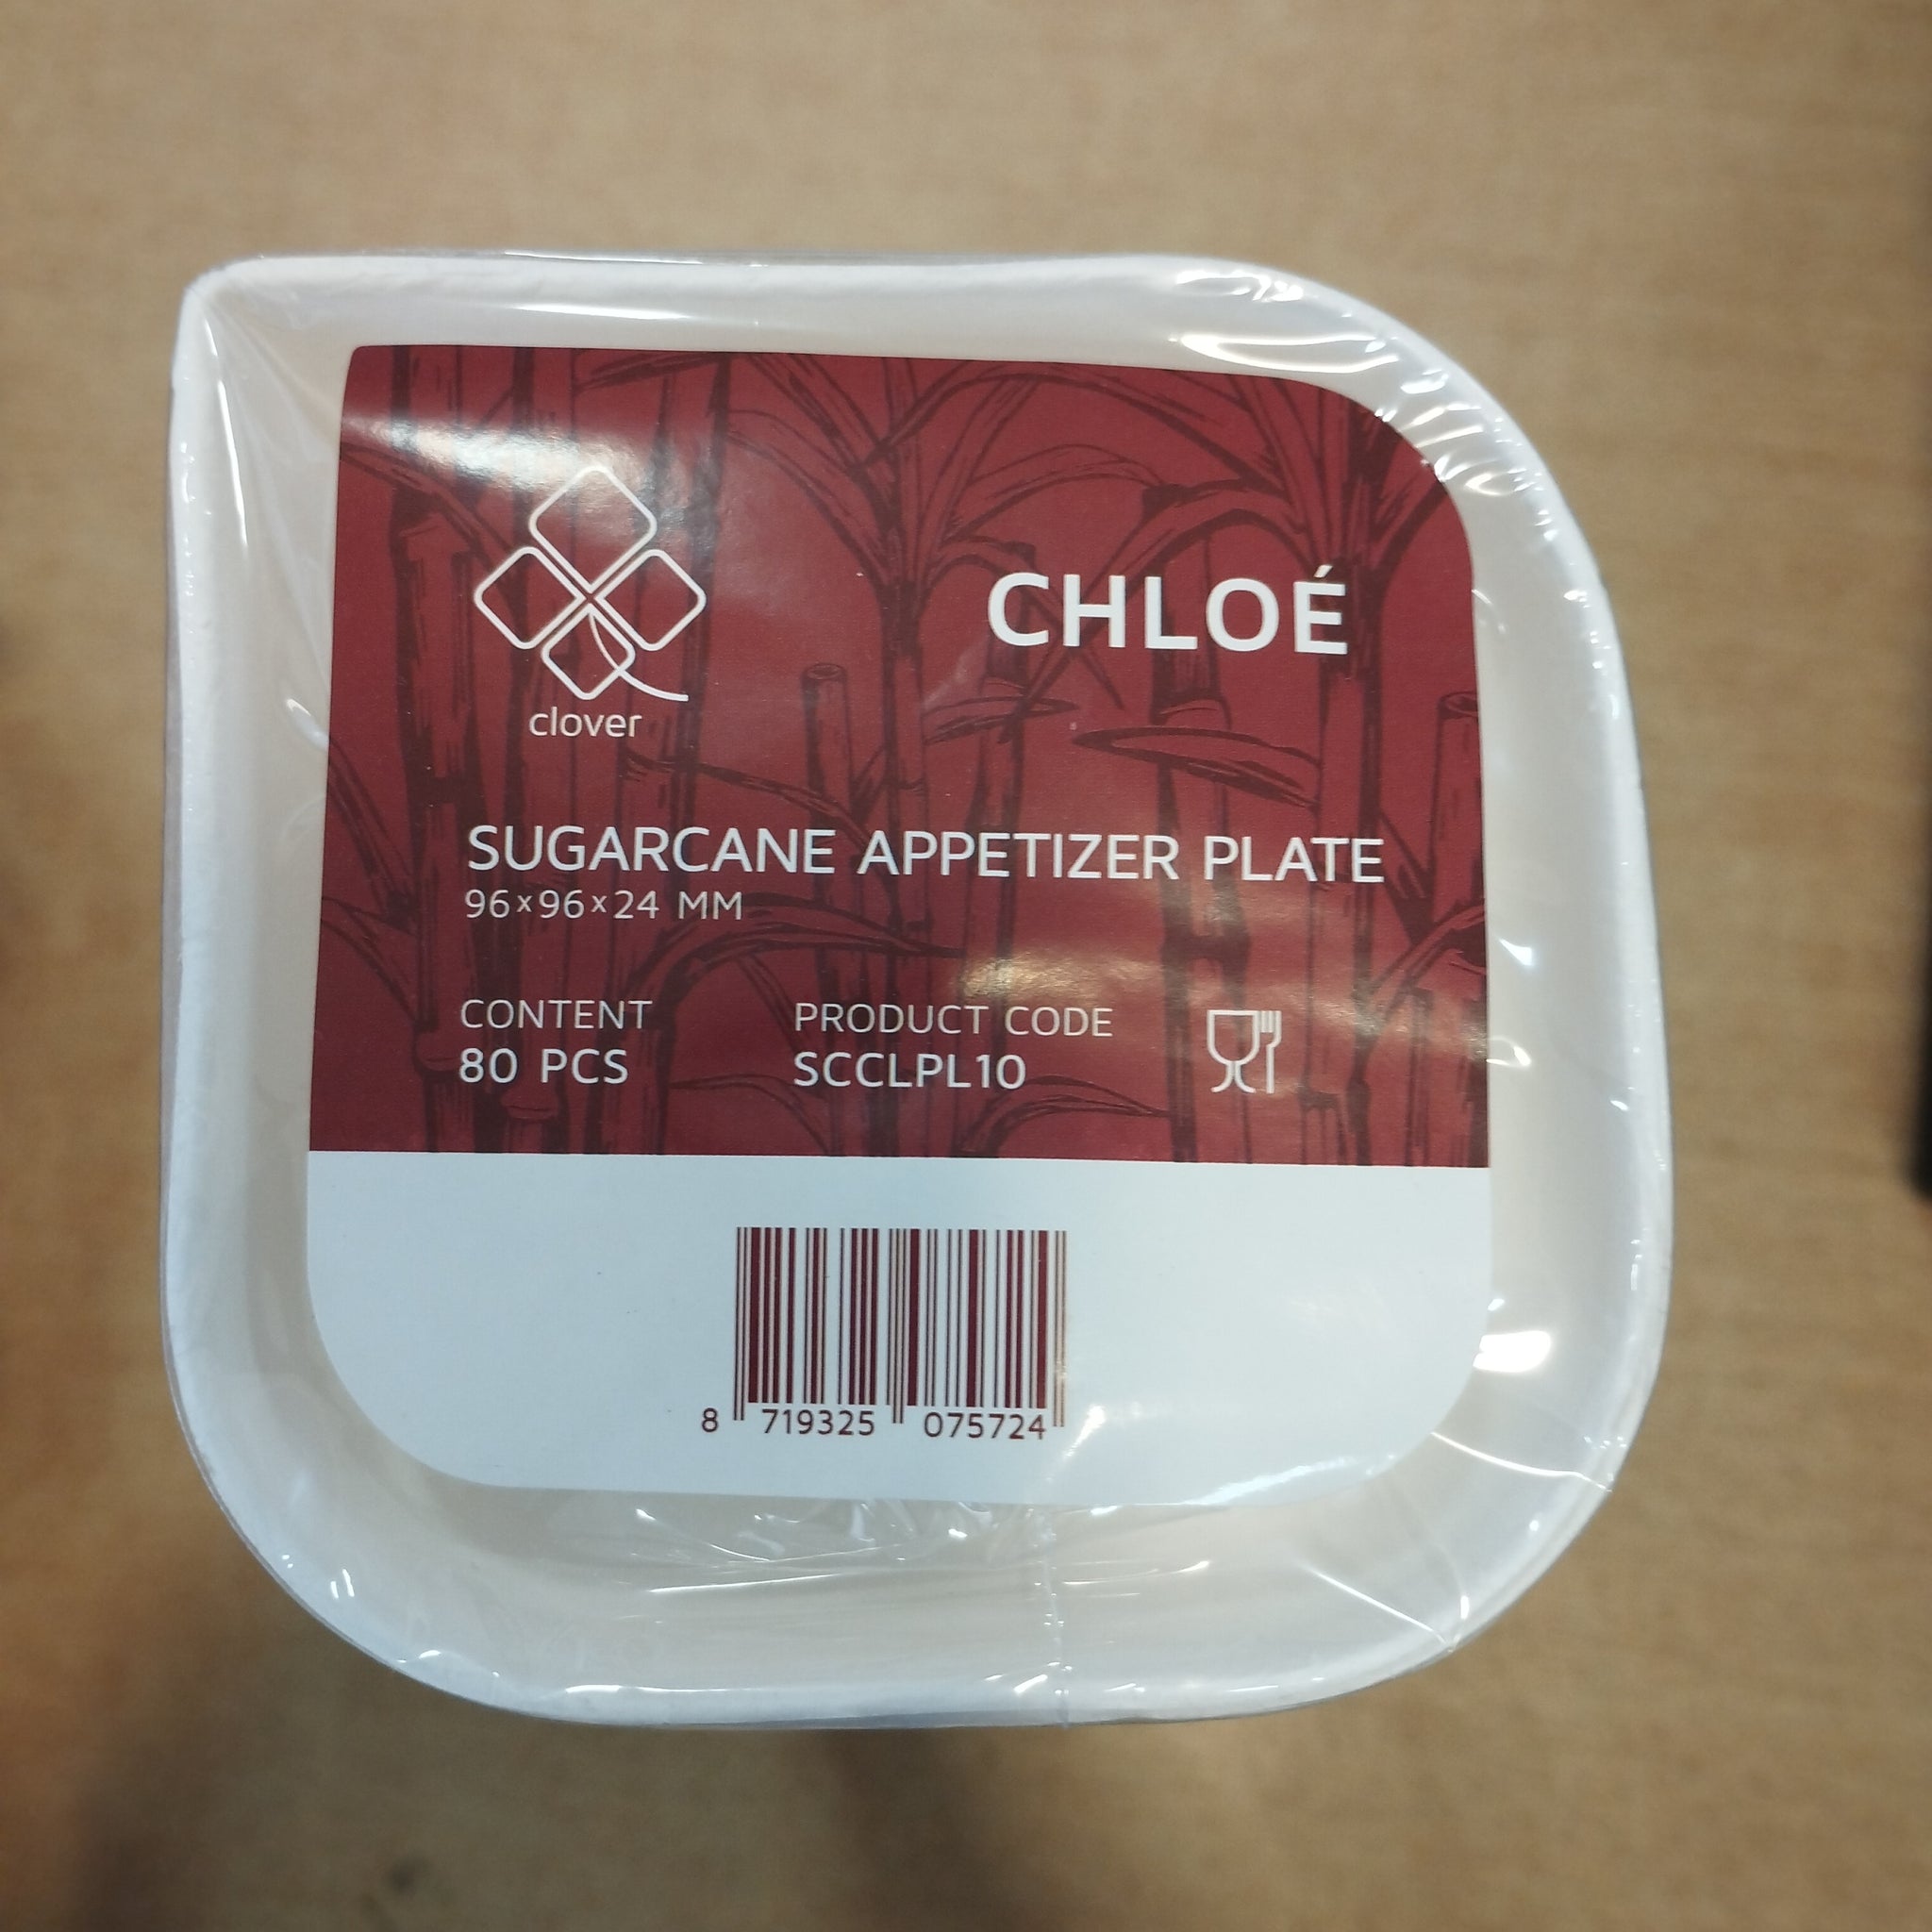 clover
CHLOÉ
SUGARCANE APPETIZER PLATE
96×96×24 MM
CONTENT
80 PCS
PRODUCT CODE
SCCLPL10
8 719325 075724